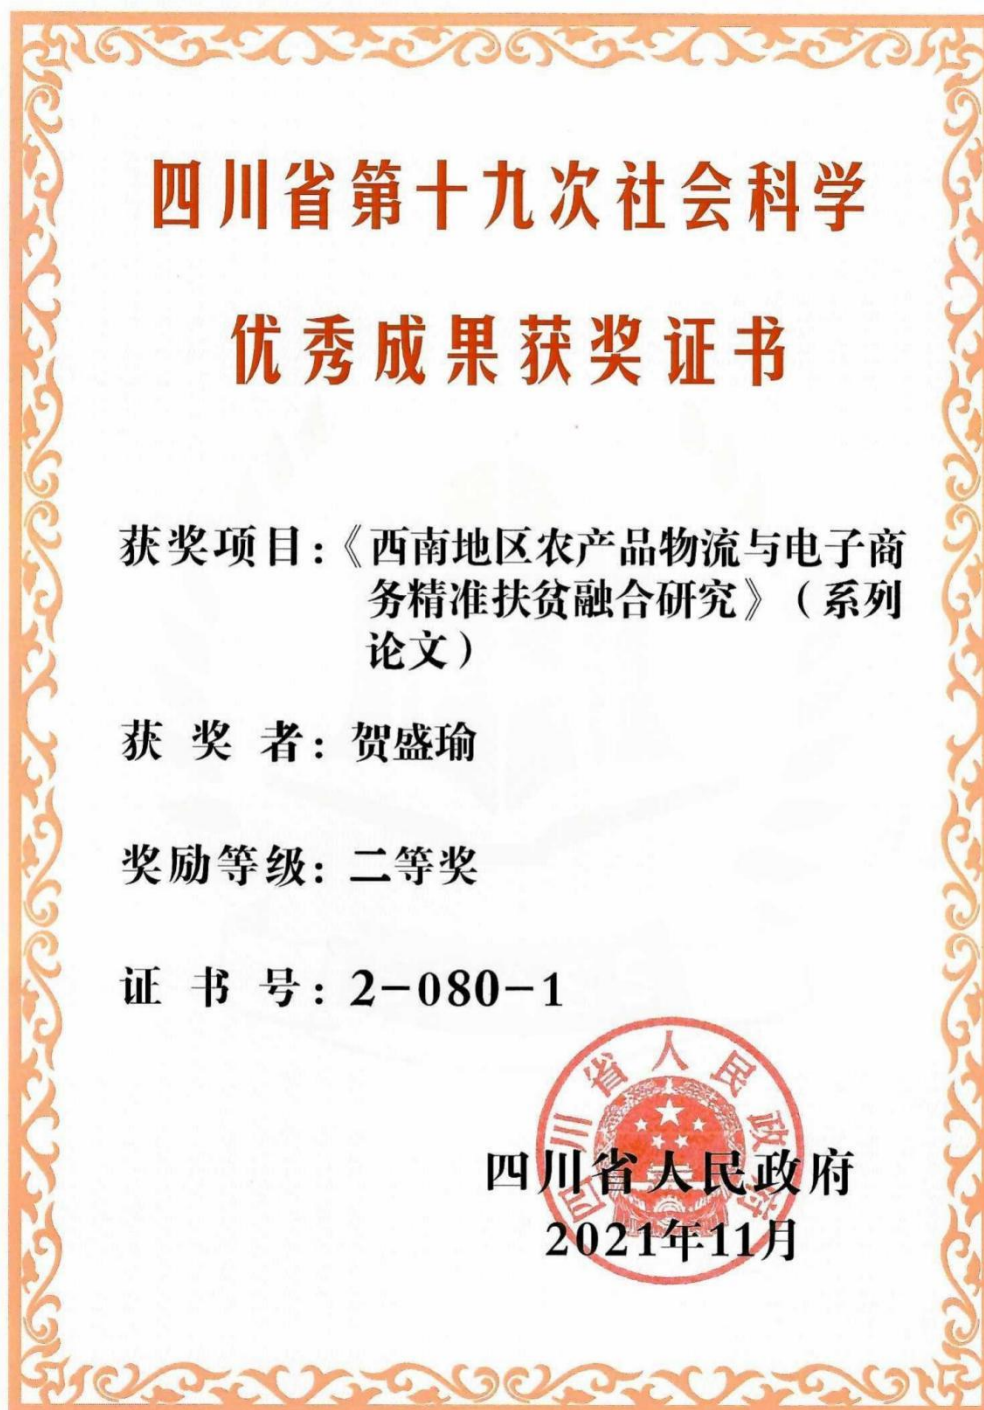 四川省第十九次社会科学
优秀成果获奖证书
获奖项目：《西南地区农产品物流与电子商
务精准扶贫融合研究》（系列
论文）
获奖者：贺盛瑜
奖励等级：二等奖
证书号：2-080-1
四川省人民政府
四川省人民政府
2021年11月